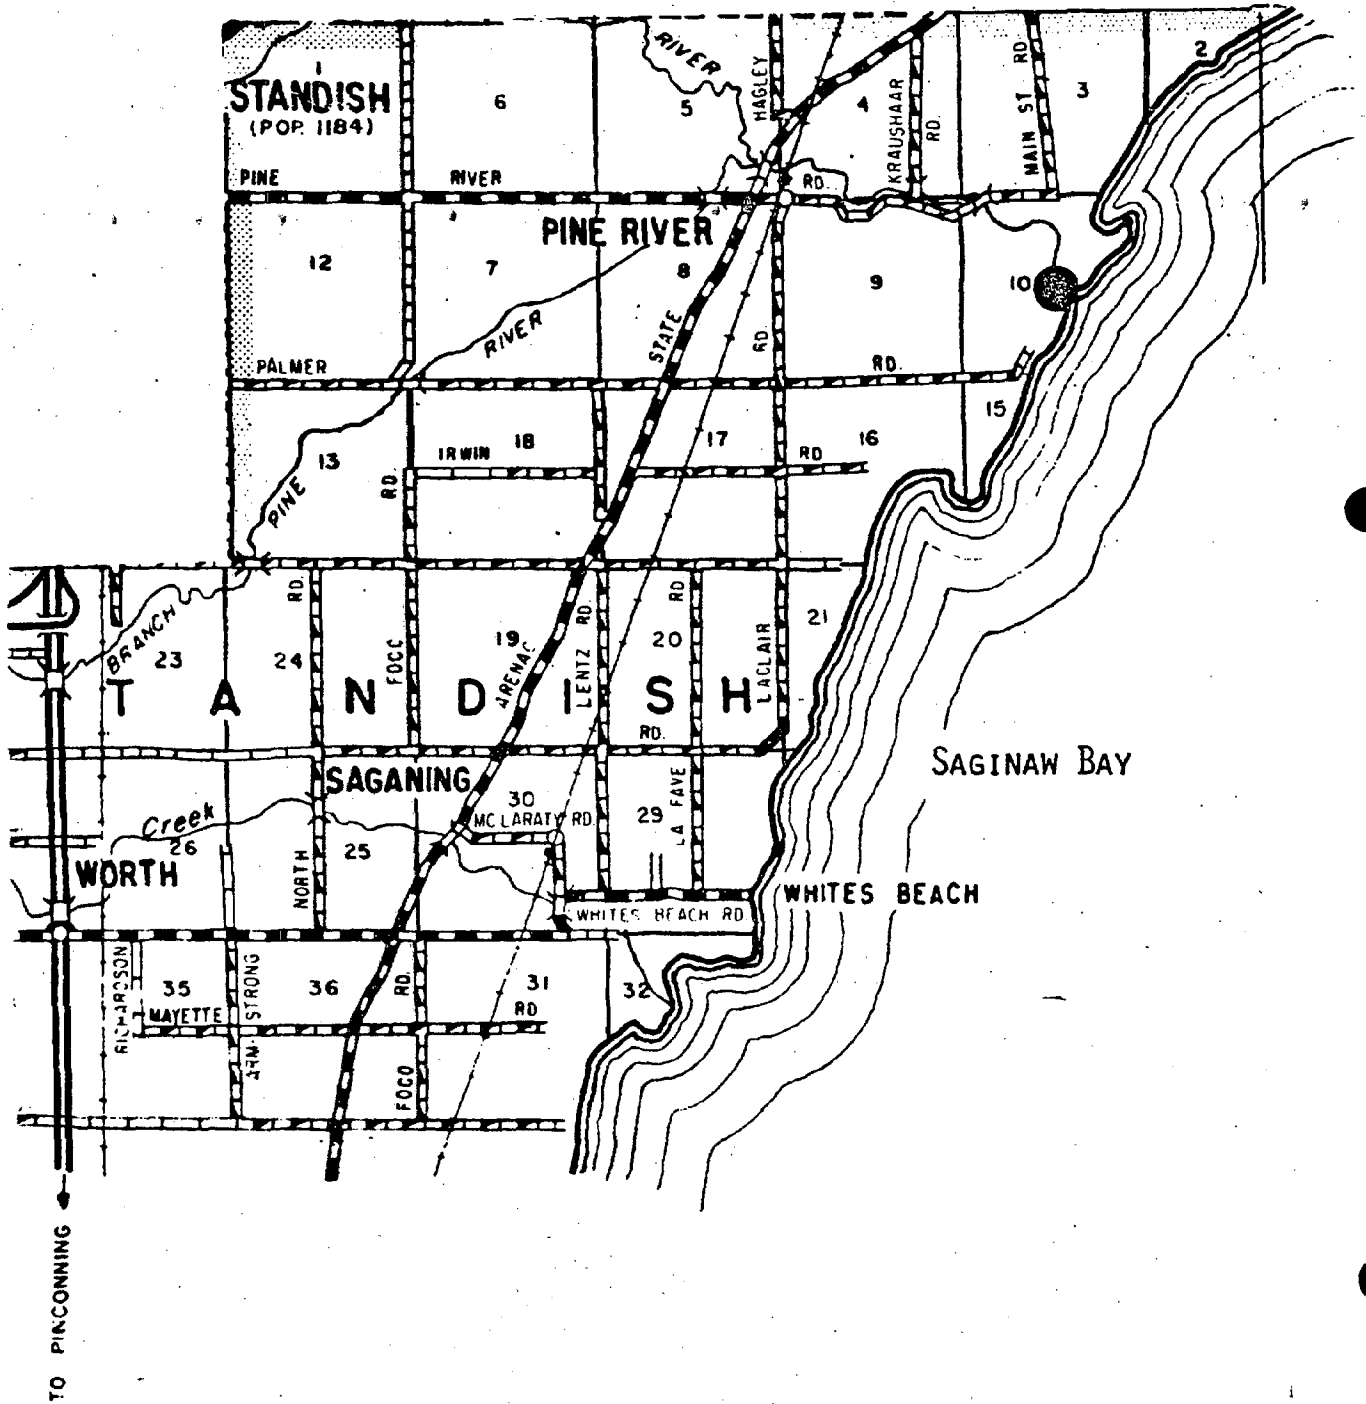 RIVER
2
1
STANDISH
(POP. 1184)
6
5
HAGLEY
4
KRAUSHAAR
RD.
MAIN ST RD
3
PINE
RIVER
RD.
PINE RIVER
12
7
8
9
10
RIVER
STATE
RD.
PALMER
RD.
15
13
IRWIN
18
17
16
RD
PINE
RD.
BRANCH
23
RD.
24
FOCC
19
ARENAC
LENTZ RD.
20
RD.
LACLAIR
21
T A N D I S H
RD.
SAGANING
SAGINAW BAY
30
MC LARATY RD.
29
LA FAVE
Creek
26
25
NORTH
WORTH
WHITES BEACH
WHITES BEACH RD.
RICHARDSON
35
ARM-STRONG
36
RD.
31
32
MAYETTE
RD
FOCO
TO PINCONNING